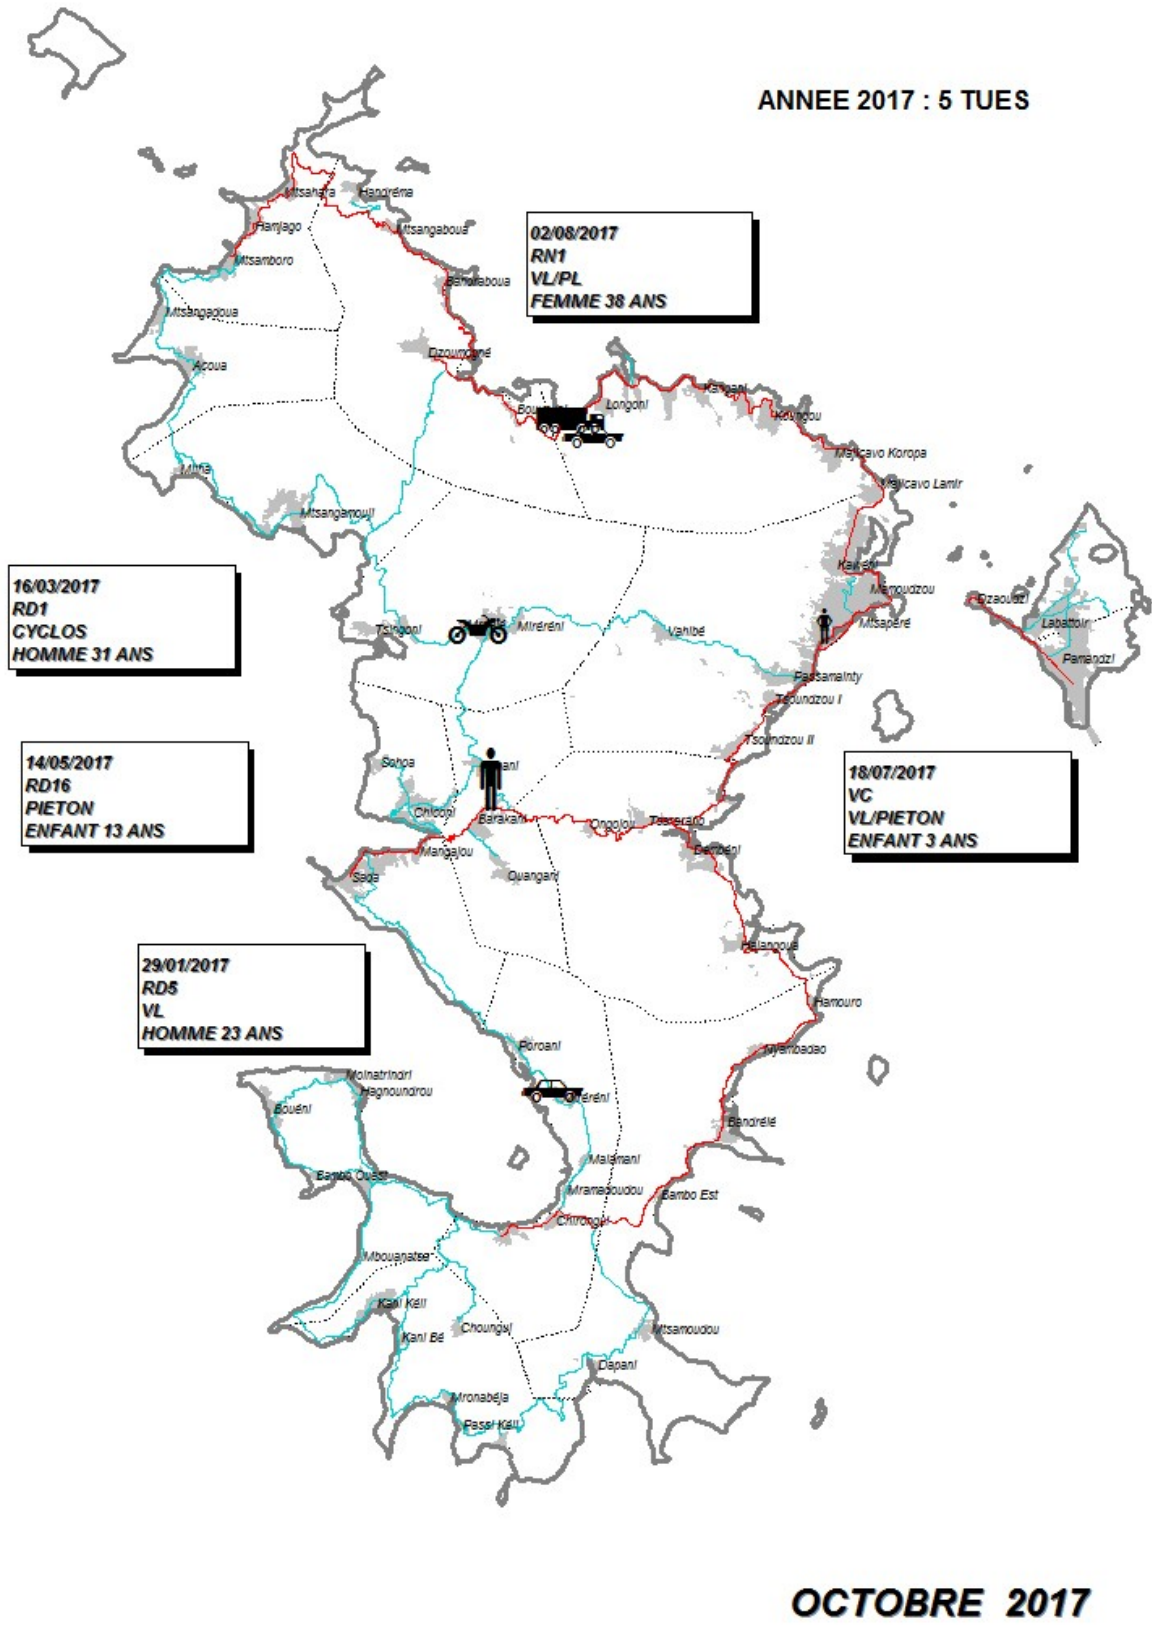 ANNEE 2017 : 5 TUES
Mtsahara
Handréma
Hamjago
Mtsangaboua
Mtsamboro
Bandraboua
02/08/2017
RN1
VL/PL
FEMME 38 ANS
Mtsangadoua
Dzoumogné
Acoua
Kangani
Longoni
Koungou
Majicavo Koropa
Mliha
Majicavo Lamir
Mtsangamouji
Kawéni
Mamoudzou
Dzaoudzi
16/03/2017
RD1
CYCLOS
HOMME 31 ANS
Tsingoni
Miréréni
Vahibé
Mtsapéré
Labattoir
Pamandzi
Passamainty
Tsoundzou I
Tsoundzou II
14/05/2017
RD16
PIETON
ENFANT 13 ANS
Sohoa
18/07/2017
VC
VL/PIETON
ENFANT 3 ANS
Chiconi
Barakani
Ongojou
Tsararano
Mangajou
Dembéni
Sada
Ouangani
Hajangoua
29/01/2017
RD5
VL
HOMME 23 ANS
Hamouro
Poroani
Nyambadao
Moinatrindri
Hagnoundrou
Bouéni
Bandrélé
Malamani
Bambo Ouest
Mramadoudou
Bambo Est
Chirongui
Mbouanatsa
Kani Kéli
Kani Bé
Choungui
Mtsamoudou
Dapani
Mronabéja
Passi Kéli
OCTOBRE 2017